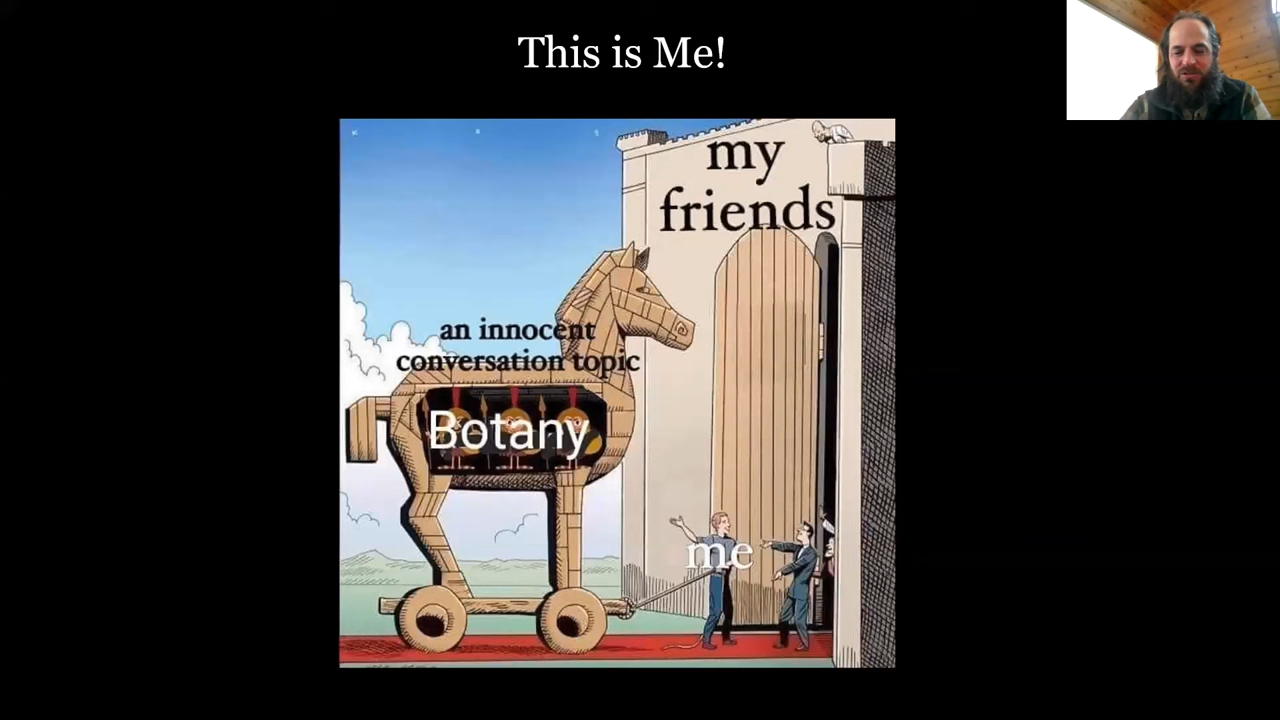 This is Me!
my
friends
an innocent
conversation topic
Botany
me